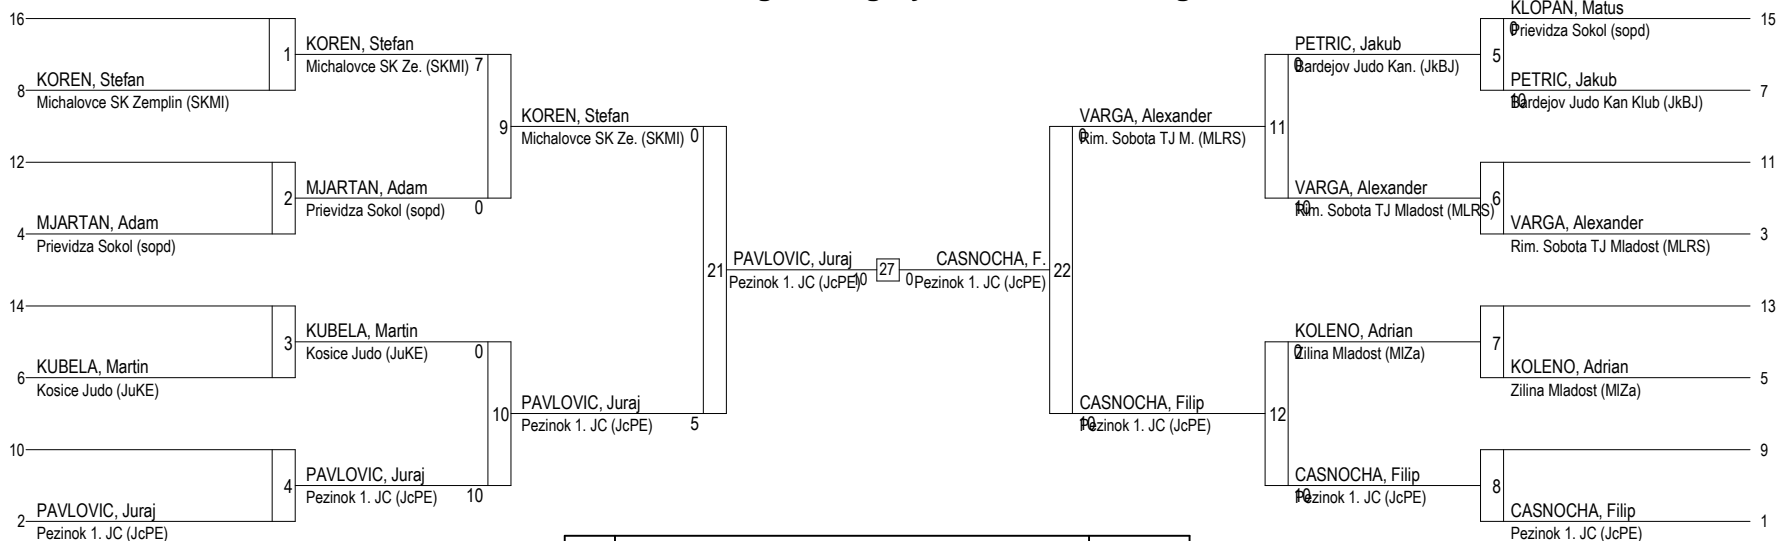 16
1
KOREN, Stefan
Michalovce SK Ze. (SKMI) 7
KOREN, Stefan
8
Michalovce SK Zemplin (SKMI)
9
KOREN, Stefan
Michalovce SK Ze. (SKMI) 0
12
2
MJARTAN, Adam
Prievidza Sokol (sopd) 0
MJARTAN, Adam
4
Prievidza Sokol (sopd)
21
PAVLOVIC, Juraj
Pezinok 1. JC (JcPE) 10
27
CASNOCHA, F.
0 Pezinok 1. JC (JcPE)
22
14
3
KUBELA, Martin
Kosice Judo (JuKE) 0
KUBELA, Martin
6
Kosice Judo (JuKE)
10
PAVLOVIC, Juraj
Pezinok 1. JC (JcPE) 5
10
4
PAVLOVIC, Juraj
Pezinok 1. JC (JcPE) 10
PAVLOVIC, Juraj
2
Pezinok 1. JC (JcPE)
KLOPAN, Matus
15
0
Prievidza Sokol (sopd)
5
PETRIC, Jakub
0
Bardejov Judo Kan. (JkBJ)
PETRIC, Jakub
7
10
Bardejov Judo Kan Klub (JkBJ)
VARGA, Alexander
0
Rim. Sobota TJ M. (MLRS)
11
11
6
VARGA, Alexander
10
Rim. Sobota TJ Mladost (MLRS)
VARGA, Alexander
3
Rim. Sobota TJ Mladost (MLRS)
13
7
KOLENO, Adrian
0
Zilina Mladost (MlZa)
KOLENO, Adrian
5
Zilina Mladost (MlZa)
CASNOCHA, Filip
10
Pezinok 1. JC (JcPE)
12
9
8
CASNOCHA, Filip
10
Pezinok 1. JC (JcPE)
CASNOCHA, Filip
1
Pezinok 1. JC (JcPE)